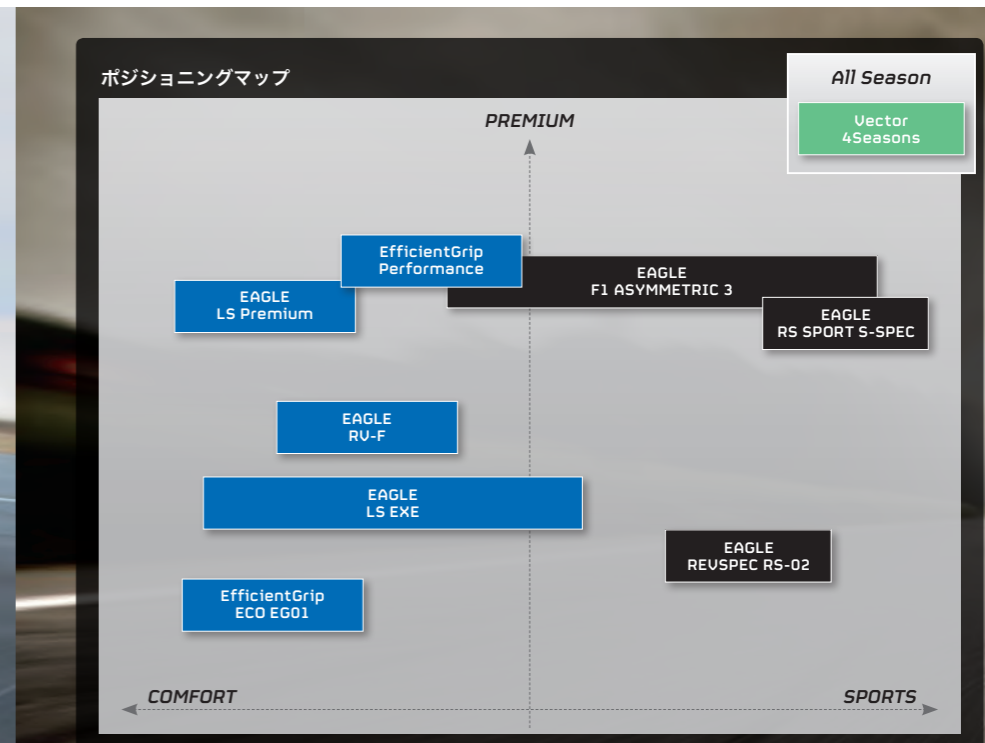 ポジショニングマップ
All Season
Vector
4Seasons
PREMIUM
EfficientGrip
Performance
EAGLE
F1 ASYMMETRIC 3
EAGLE
LS Premium
EAGLE
RS SPORT S-SPEC
EAGLE
RV-F
EAGLE
LS EXE
EAGLE
REVSPEC RS-02
EfficientGrip
ECO EG01
COMFORT
SPORTS